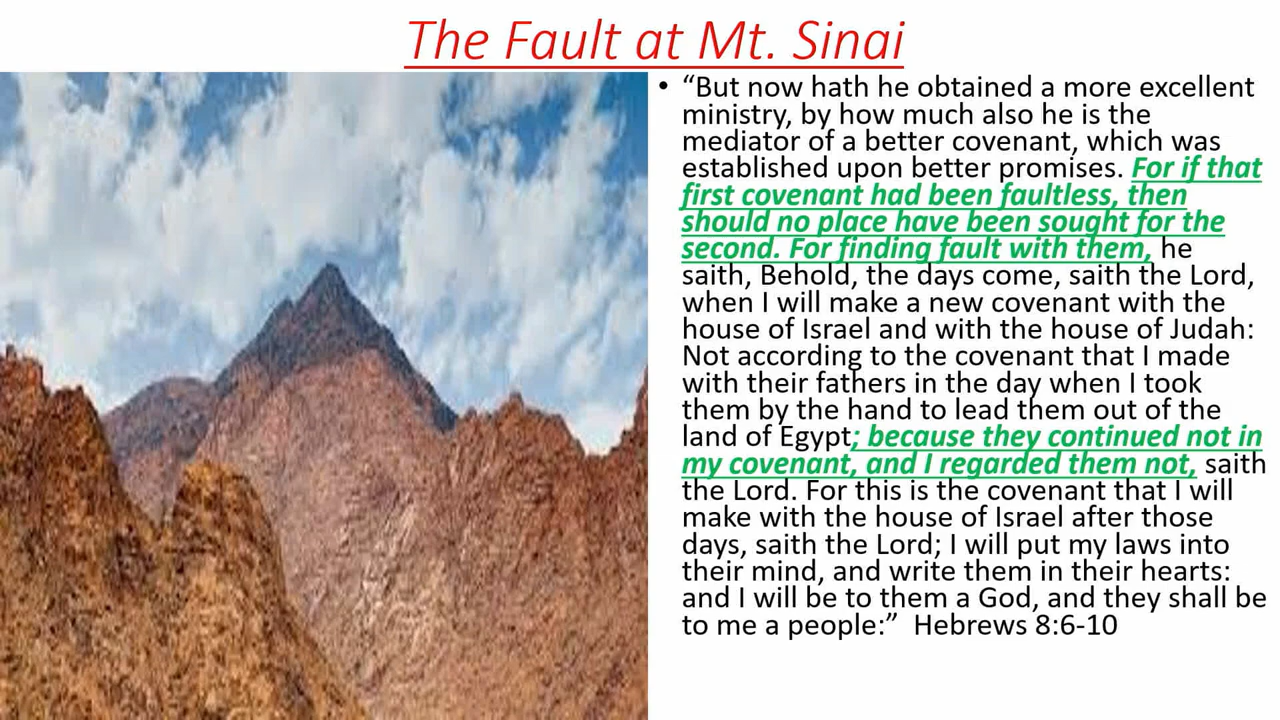 The Fault at Mt. Sinai
• “But now hath he obtained a more excellent
ministry, by how much also he is the
mediator of a better covenant, which was
established upon better promises. For if that
first covenant had been faultless, then
should no place have been sought for the
second. For finding fault with them, he
saith, Behold, the days come, saith the Lord,
when I will make a new covenant with the
house of Israel and with the house of Judah:
Not according to the covenant that I made
with their fathers in the day when I took
them by the hand to lead them out of the
land of Egypt; because they continued not in
my covenant, and I regarded them not, saith
the Lord. For this is the covenant that I will
make with the house of Israel after those
days, saith the Lord; I will put my laws into
their mind, and write them in their hearts:
and I will be to them a God, and they shall be
to me a people:” Hebrews 8:6-10